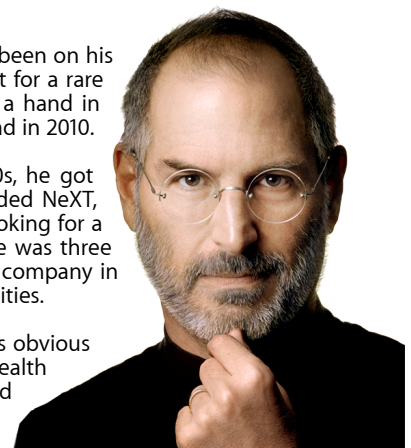 been on his
t for a rare
a hand in
nd in 2010.
0s, he got
ded NeXT,
oking for a
e was three
company in
ities.
s obvious
ealth
d